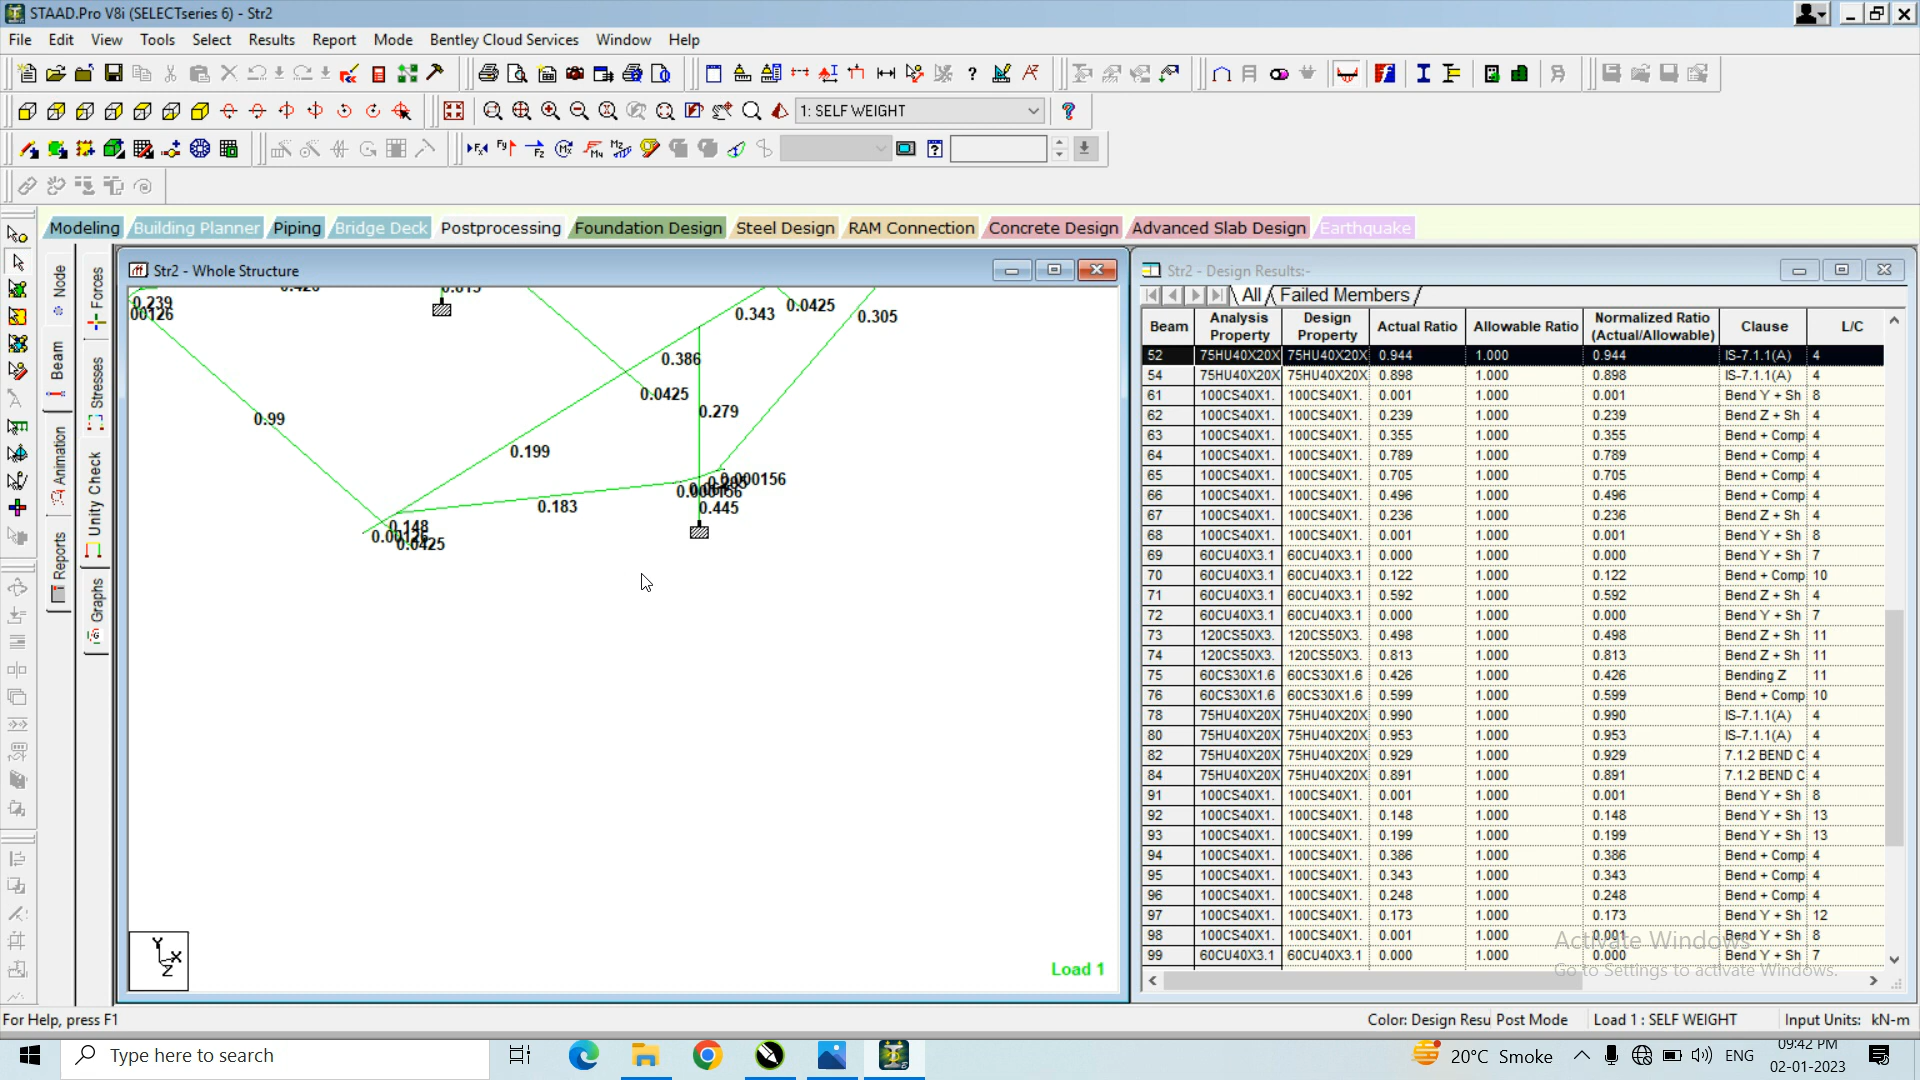 STAAD.Pro V8i (SELECTseries 6) - Str2
File Edit View Tools Select Results Report Mode Bentley Cloud Services Window Help
1: SELF WEIGHT
Modeling Building Planner Piping Bridge Deck Postprocessing Foundation Design Steel Design RAM Connection Concrete Design Advanced Slab Design Earthquake
Node
Beam
Animation
Reports
Forces
Stresses
Unity Check
Graphs
Str2 - Whole Structure
0.239
00126
0.343
0.0425
0.305
0.386
0.0425
0.279
0.99
0.199
0.000156
0.183
0.445
0.148
0.0425
Y
X
Z
Load 1
Str2 - Design Results:-
All Failed Members
Beam Analysis Property Design Property Actual Ratio Allowable Ratio Normalized Ratio (Actual/Allowable) Clause L/C
52 75HU40X20X 75HU40X20X 0.944 1.000 0.944 IS-7.1.1(A) 4
54 75HU40X20X 75HU40X20X 0.898 1.000 0.898 IS-7.1.1(A) 4
61 100CS40X1. 100CS40X1. 0.001 1.000 0.001 Bend Y + Sh 8
62 100CS40X1. 100CS40X1. 0.239 1.000 0.239 Bend Z + Sh 4
63 100CS40X1. 100CS40X1. 0.355 1.000 0.355 Bend + Comp 4
64 100CS40X1. 100CS40X1. 0.789 1.000 0.789 Bend + Comp 4
65 100CS40X1. 100CS40X1. 0.705 1.000 0.705 Bend + Comp 4
66 100CS40X1. 100CS40X1. 0.496 1.000 0.496 Bend + Comp 4
67 100CS40X1. 100CS40X1. 0.236 1.000 0.236 Bend Z + Sh 4
68 100CS40X1. 100CS40X1. 0.001 1.000 0.001 Bend Y + Sh 8
69 60CU40X3.1 60CU40X3.1 0.000 1.000 0.000 Bend Y + Sh 7
70 60CU40X3.1 60CU40X3.1 0.122 1.000 0.122 Bend + Comp 10
71 60CU40X3.1 60CU40X3.1 0.592 1.000 0.592 Bend Z + Sh 4
72 60CU40X3.1 60CU40X3.1 0.000 1.000 0.000 Bend Y + Sh 7
73 120CS50X3. 120CS50X3. 0.498 1.000 0.498 Bend Z + Sh 11
74 120CS50X3. 120CS50X3. 0.813 1.000 0.813 Bend Z + Sh 11
75 60CS30X1.6 60CS30X1.6 0.426 1.000 0.426 Bending Z 11
76 60CS30X1.6 60CS30X1.6 0.599 1.000 0.599 Bend + Comp 10
78 75HU40X20X 75HU40X20X 0.990 1.000 0.990 IS-7.1.1(A) 4
80 75HU40X20X 75HU40X20X 0.953 1.000 0.953 IS-7.1.1(A) 4
82 75HU40X20X 75HU40X20X 0.929 1.000 0.929 7.1.2 BEND C 4
84 75HU40X20X 75HU40X20X 0.891 1.000 0.891 7.1.2 BEND C 4
91 100CS40X1. 100CS40X1. 0.001 1.000 0.001 Bend Y + Sh 8
92 100CS40X1. 100CS40X1. 0.148 1.000 0.148 Bend Y + Sh 13
93 100CS40X1. 100CS40X1. 0.199 1.000 0.199 Bend Y + Sh 13
94 100CS40X1. 100CS40X1. 0.386 1.000 0.386 Bend + Comp 4
95 100CS40X1. 100CS40X1. 0.343 1.000 0.343 Bend + Comp 4
96 100CS40X1. 100CS40X1. 0.248 1.000 0.248 Bend + Comp 4
97 100CS40X1. 100CS40X1. 0.173 1.000 0.173 Bend Y + Sh 12
98 100CS40X1. 100CS40X1. 0.001 1.000 0.001 Bend Y + Sh 8
99 60CU40X3.1 60CU40X3.1 0.000 1.000 0.000 Bend Y + Sh 7
Activate Windows
Go to Settings to activate Windows.
For Help, press F1 Color: Design Resu Post Mode Load 1 : SELF WEIGHT Input Units: kN-m
Type here to search 20°C Smoke ENG 09:42 PM
02-01-2023